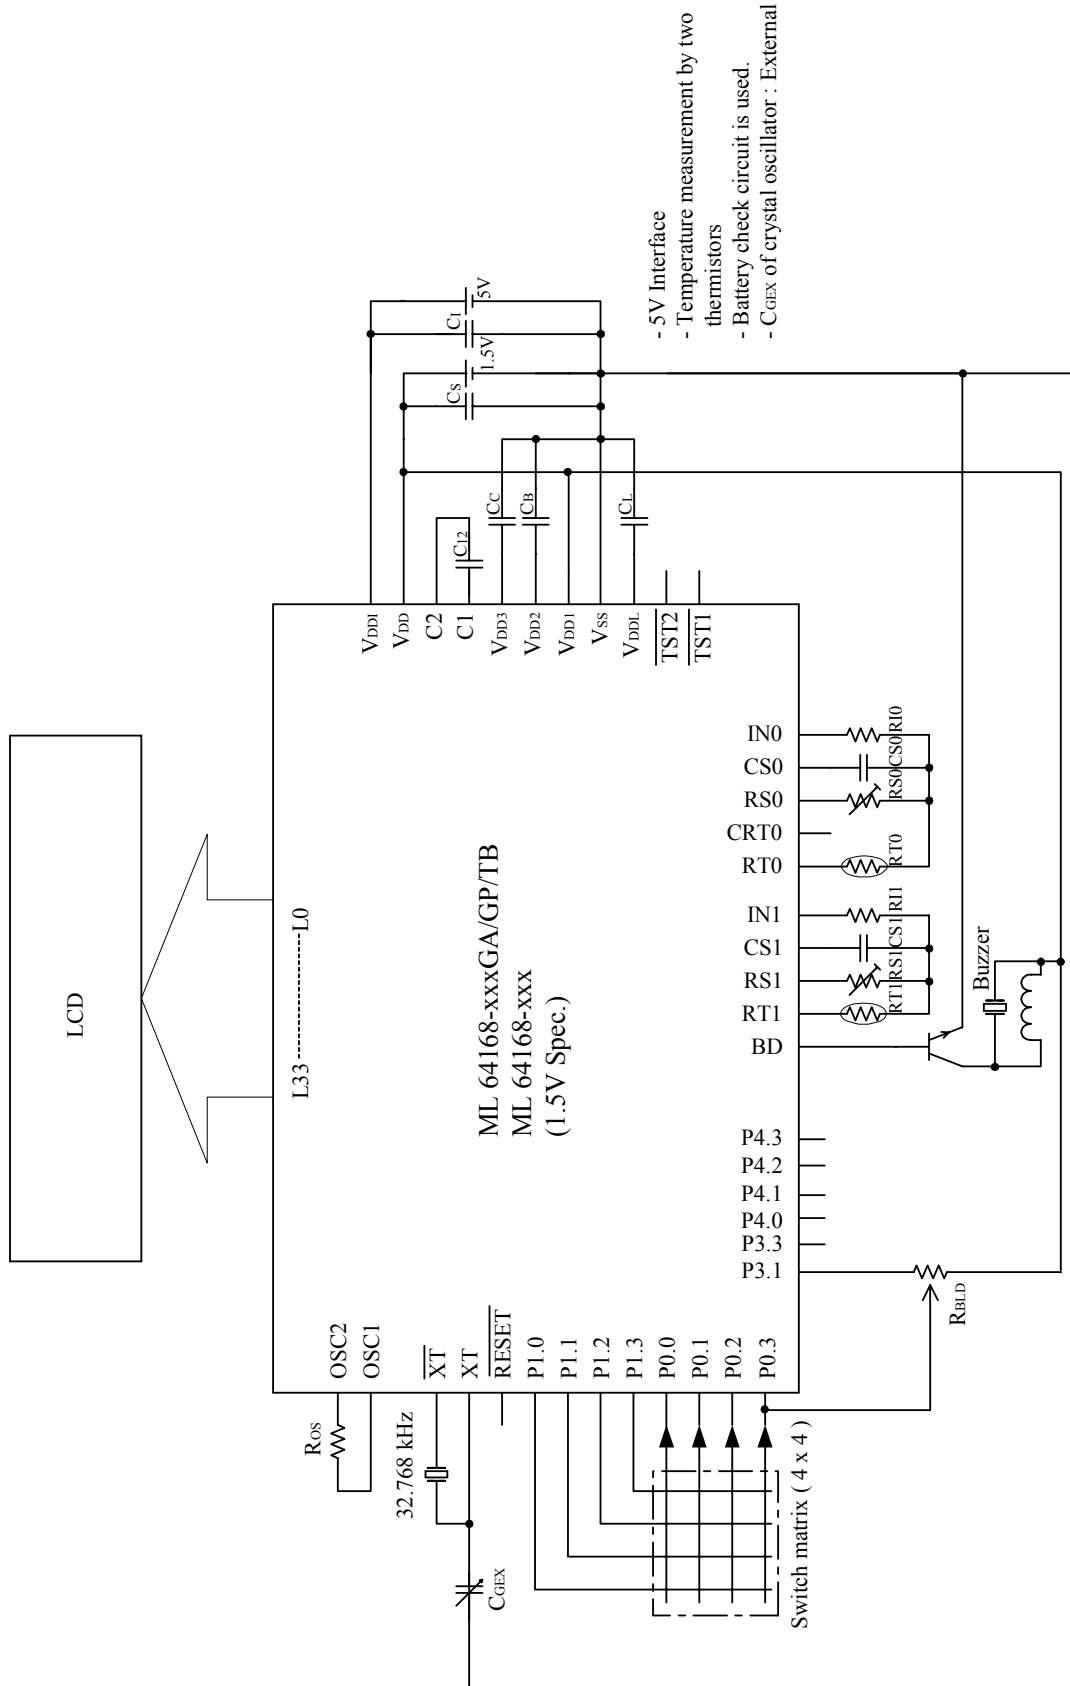 LCD
L33 ---------- L0
ML 64168-xxxGA/GP/TB
ML 64168-xxx
(1.5V Spec.)
OSC2
OSC1
XT
XT
RESET
P1.0
P1.1
P1.2
P1.3
P0.0
P0.1
P0.2
P0.3
ROS
32.768 kHz
CGEX
Switch matrix ( 4 x 4 )
P3.1
P3.3
P4.0
P4.1
P4.2
P4.3
BD
RT1
RS1
CS1
IN1
RT0
CRT0
RS0
CS0
IN0
RBLD
Buzzer
RT1
RS1
CS1
RI1
RT0
RS0
CS0
RI0
VDDI
VDD
C2
C1
VDD3
VDD2
VDD1
VSS
VDDL
TST2
TST1
C12
CC
CB
CL
CS
1.5V
CI
5V
- 5V Interface
- Temperature measurement by two
thermistors
- Battery check circuit is used.
- CGEX of crystal oscillator : External